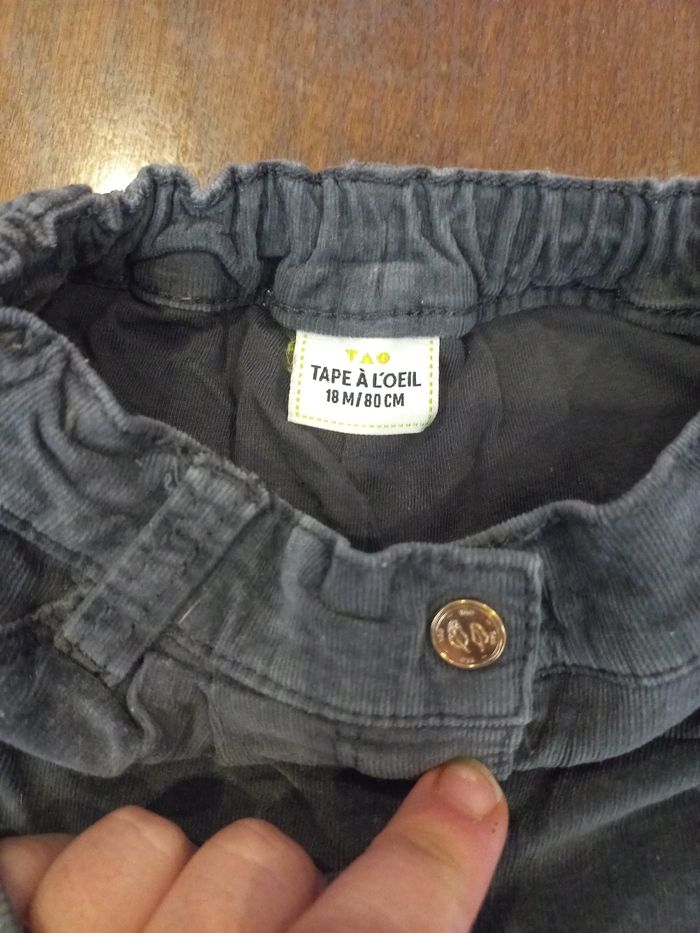 TAO
TAPE À L'OEIL
18 M/80 CM